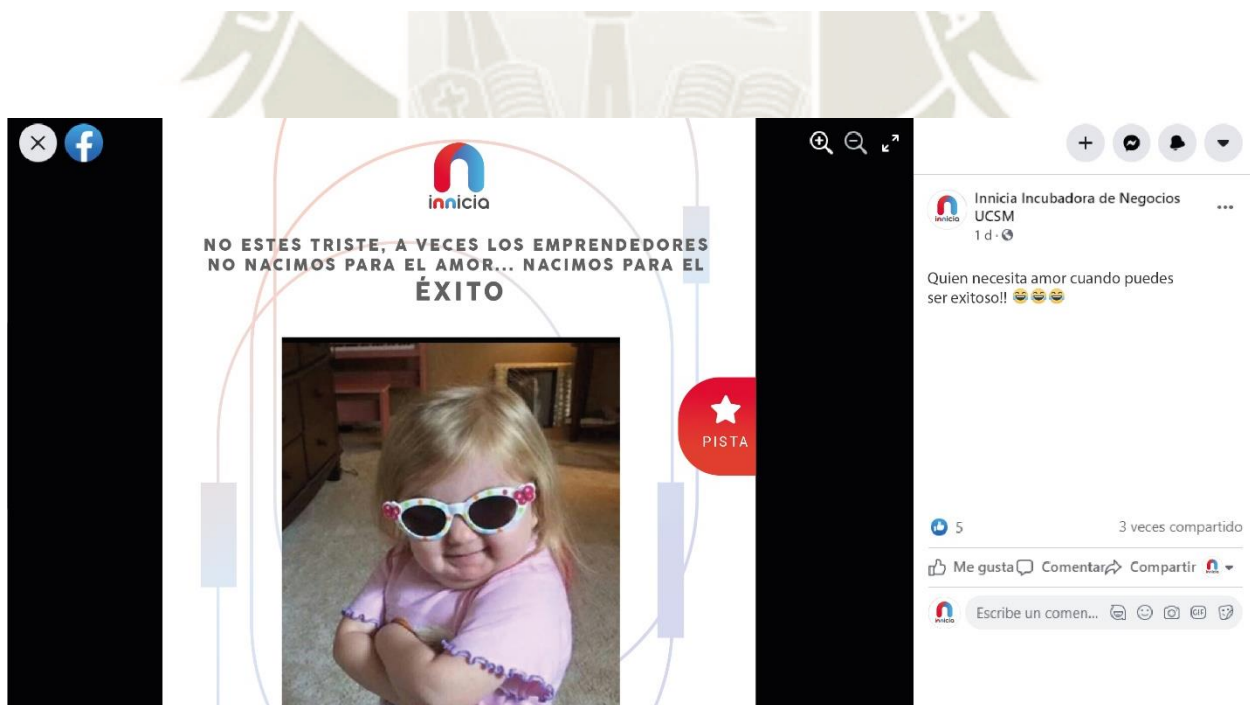 innicia
NO ESTES TRISTE, A VECES LOS EMPRENDEDORES
NO NACIMOS PARA EL AMOR... NACIMOS PARA EL
ÉXITO
PISTA
Innicia Incubadora de Negocios
UCSM
1 d
Quien necesita amor cuando puedes
ser exitoso!! 😂😂😂
5 3 veces compartido
Me gusta Comentar Compartir
Escribe un comen... GIF